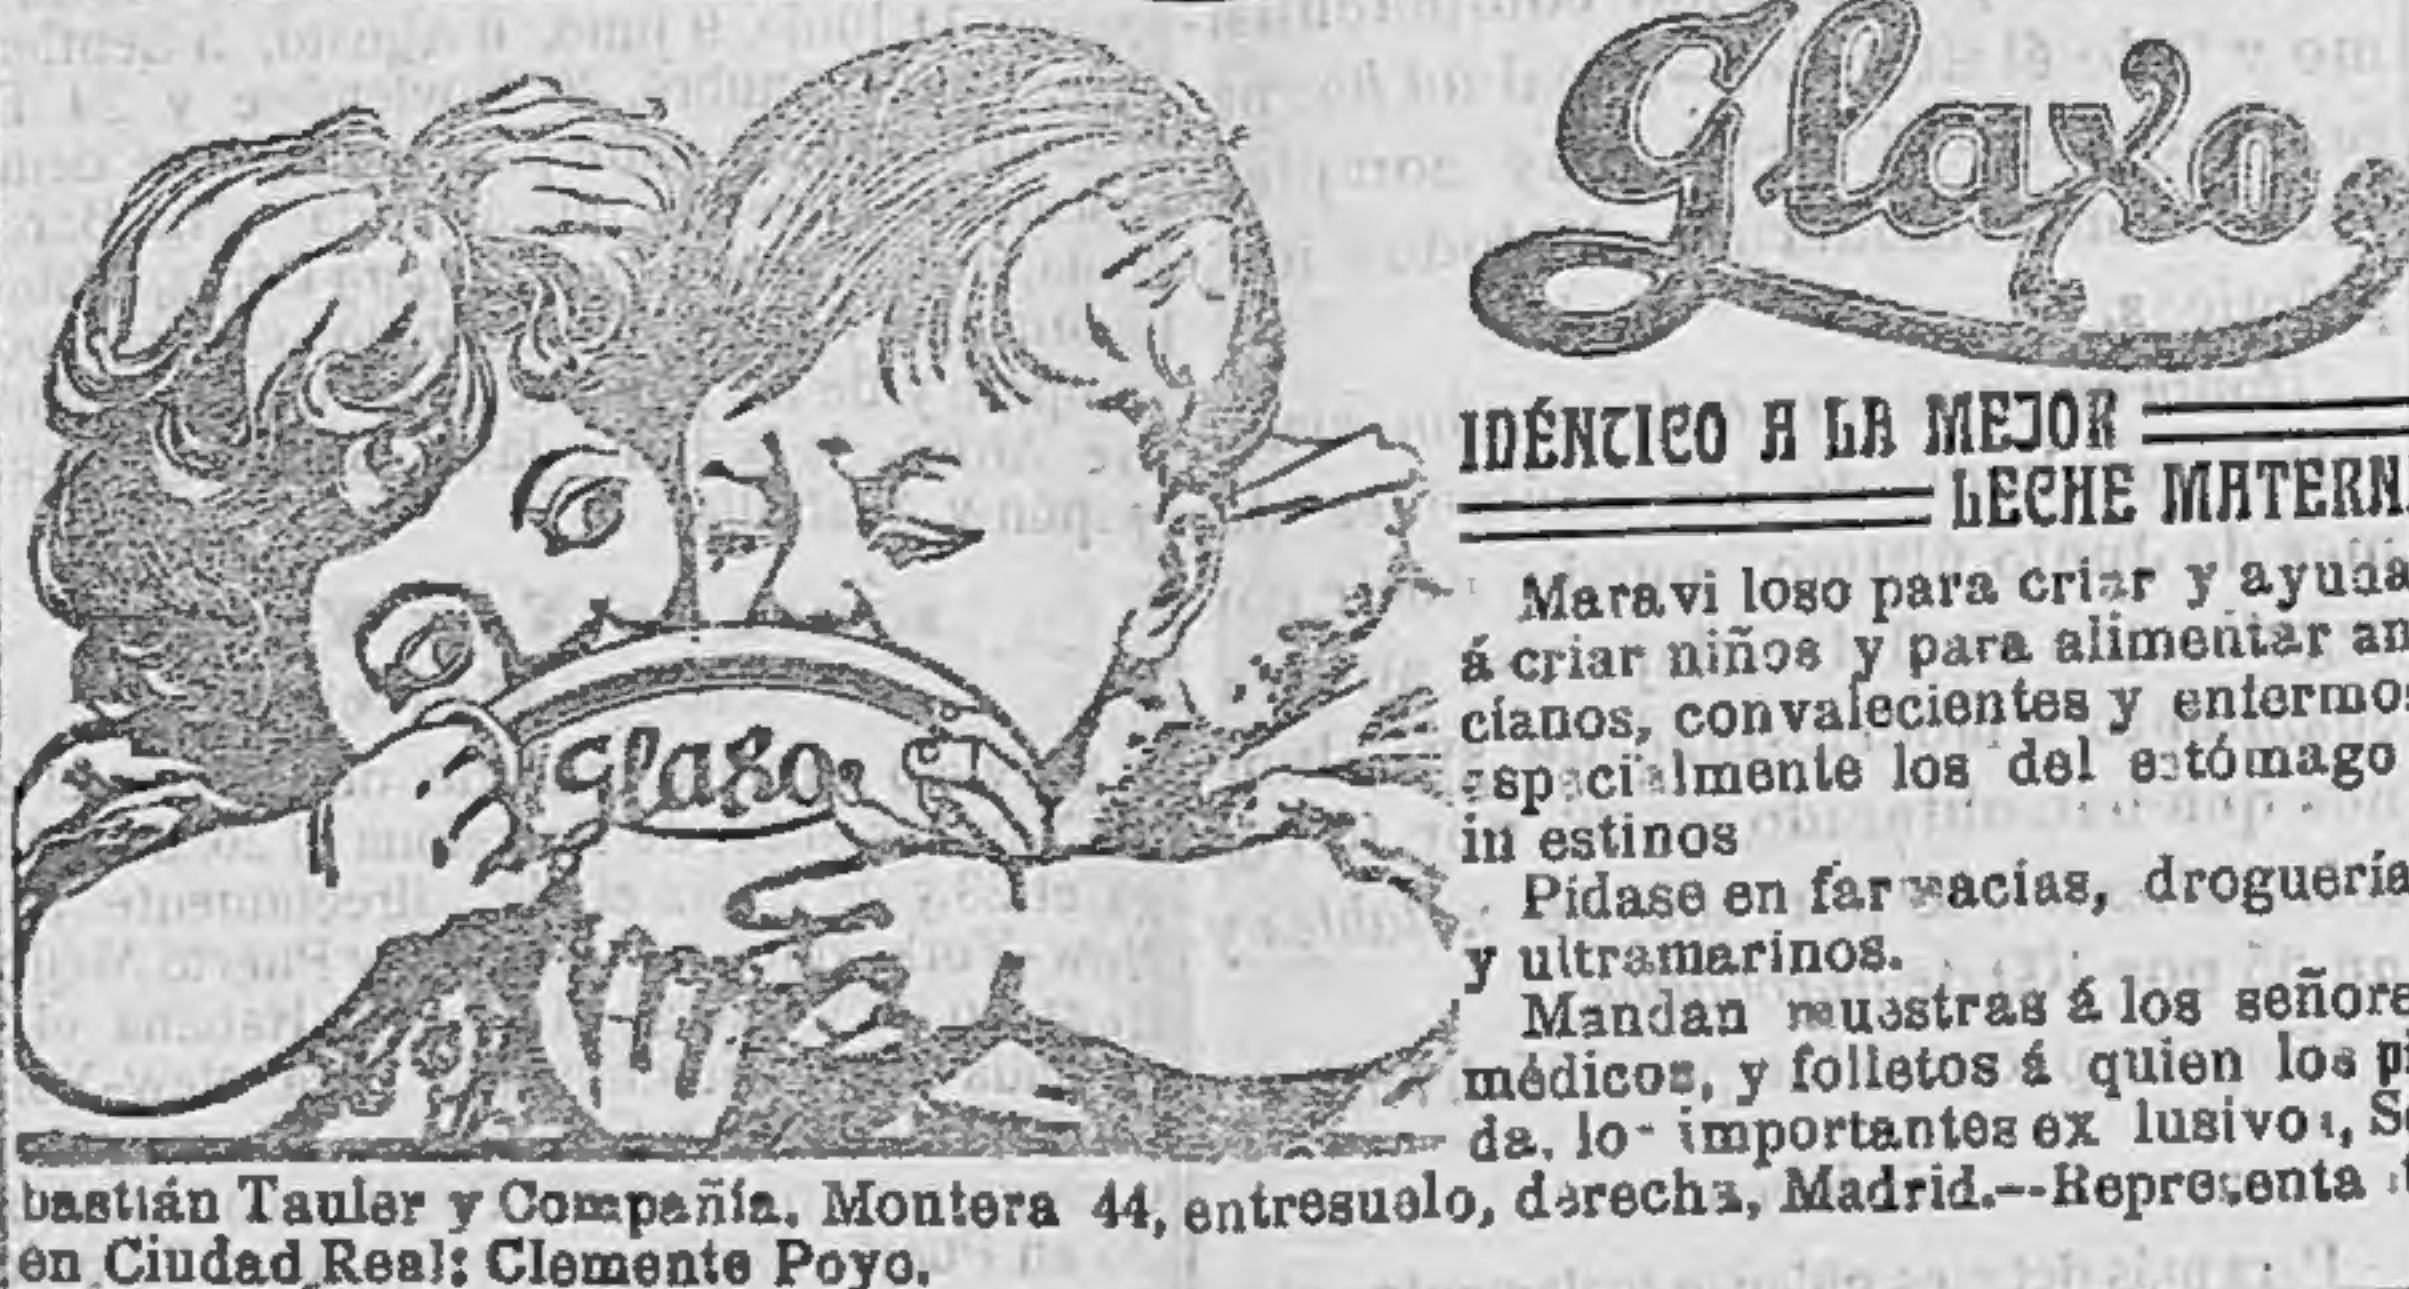 Glaxo
IDÉNTICO A LA MEJOR
LECHE MATERN
Glaxo
Maravi loso para criar y ayuda
á criar niños y para alimentar an
cianos, convalecientes y enfermos
especialmente los del estómago
in estinos
Pídase en farmacias, droguería
y ultramarinos.
Mandan muestras á los señore
médicos, y folletos á quien los pi
da, lo importantes ex lusivos, Se
bastián Tauler y Compañía. Montera 44, entresuelo, derecha, Madrid.--Representa
en Ciudad Real: Clemente Poyo.